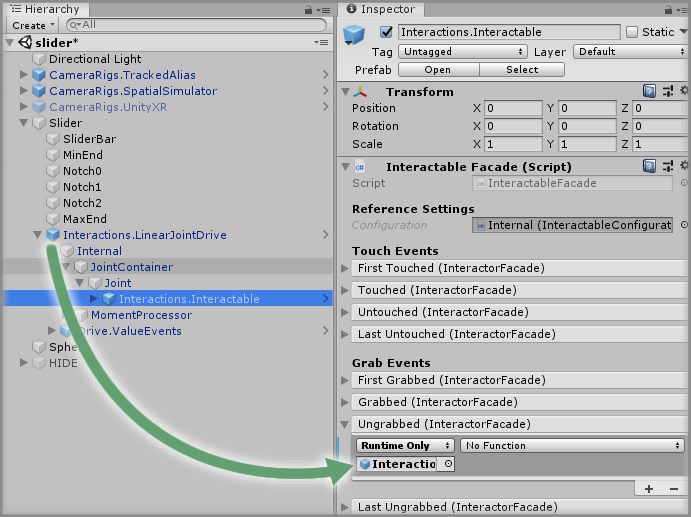 Hierarchy
Create
All
slider*
Directional Light
CameraRigs.TrackedAlias
CameraRigs.SpatialSimulator
CameraRigs.UnityXR
Slider
SliderBar
MinEnd
Notch0
Notch1
Notch2
MaxEnd
Interactions.LinearJointDrive
Internal
JointContainer
Joint
Interactions.Interactable
MomentProcessor
Drive.ValueEvents
HIDE
Inspector
Interactions.Interactable Static
Tag Untagged Layer Default
Prefab Open Select
Transform
Position X 0 Y 0 Z 0
Rotation X 0 Y 0 Z 0
Scale X 1 Y 1 Z 1
Interactable Facade (Script)
Script InteractableFacade
Reference Settings
Configuration Internal (InteractableConfigurat
Touch Events
First Touched (InteractorFacade)
Touched (InteractorFacade)
Untouched (InteractorFacade)
Last Untouched (InteractorFacade)
Grab Events
First Grabbed (InteractorFacade)
Grabbed (InteractorFacade)
Ungrabbed (InteractorFacade)
Runtime Only No Function
Interactio
+ −
Last Ungrabbed (InteractorFacade)